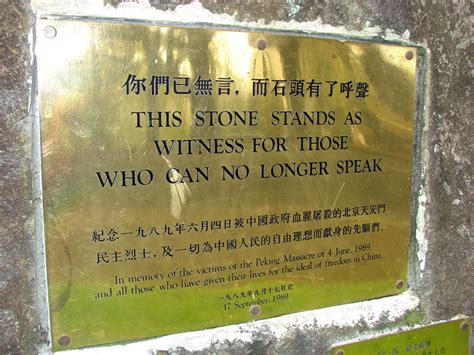 你們已無言，而石頭有了呼聲
THIS STONE STANDS AS
WITNESS FOR THOSE
WHO CAN NO LONGER SPEAK
紀念一九八九年六月四日被中國政府血腥屠殺的北京天安門
民主烈士，及一切為中國人民的自由理想而獻身的先驅們．
In memory of the victims of the Peking Massacre of 4 June, 1989
and all those who have given their lives for the ideal of freedom in China.
一九八九年九月十七日立
17 September, 1989